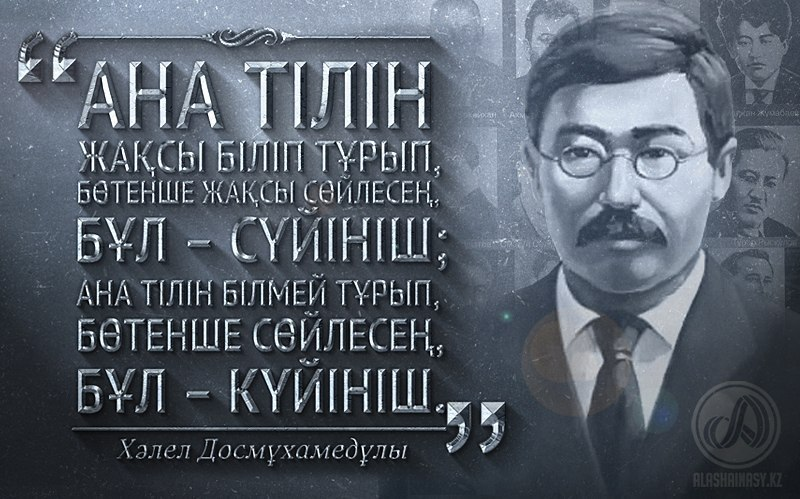 АНА ТІЛІН
ЖАҚСЫ БІЛІП ТҰРЫП,
БӨТЕНШЕ ЖАҚСЫ СӨЙЛЕСЕҢ,
БҰЛ – СҮЙІНІШ;
АНА ТІЛІН БІЛМЕЙ ТҰРЫП,
БӨТЕНШЕ СӨЙЛЕСЕҢ,
БҰЛ – КҮЙІНІШ.
Хәлел Досмұхамедұлы
ALASHAINASY.KZ